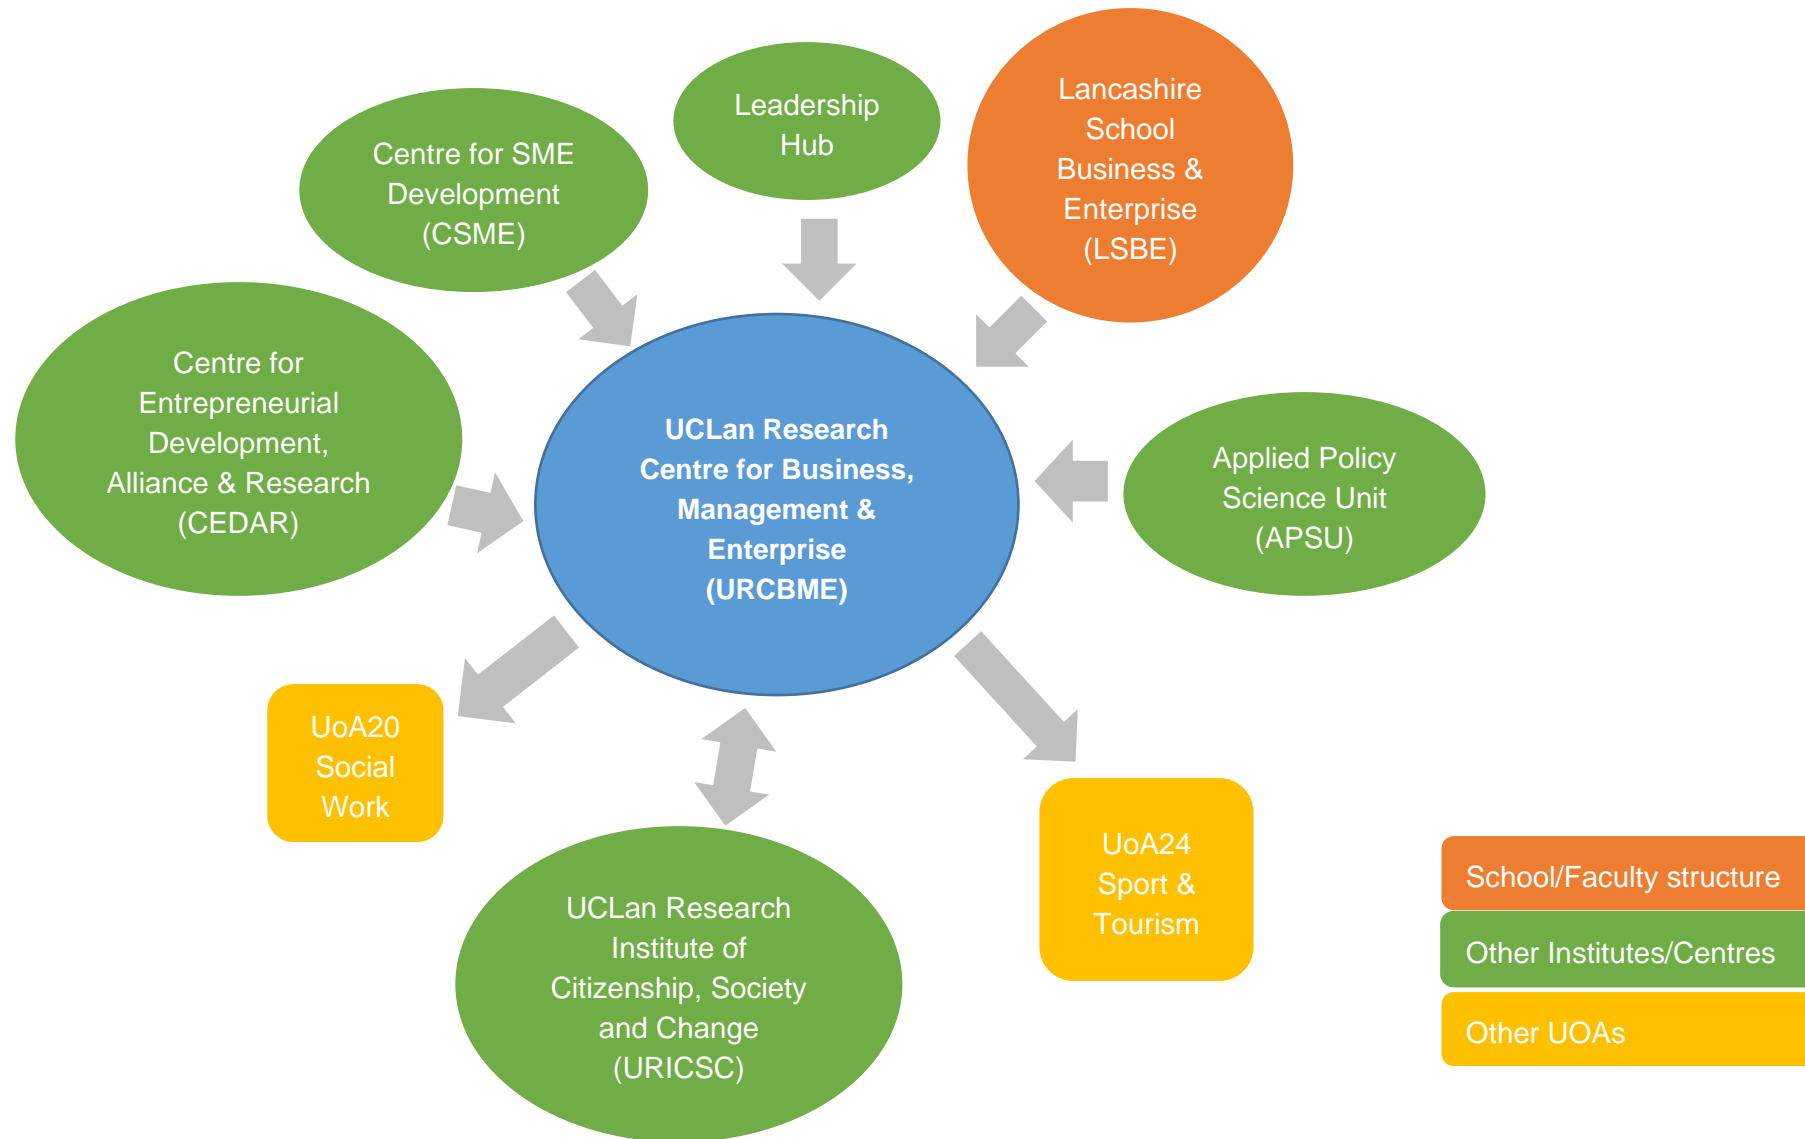 Leadership
Hub
Lancashire
School
Business &
Enterprise
(LSBE)
Centre for SME
Development
(CSME)
Centre for
Entrepreneurial
Development,
Alliance & Research
(CEDAR)
UCLan Research
Centre for Business,
Management &
Enterprise
(URCBME)
Applied Policy
Science Unit
(APSU)
UoA20
Social
Work
UCLan Research
Institute of
Citizenship, Society
and Change
(URICSC)
UoA24
Sport &
Tourism
School/Faculty structure
Other Institutes/Centres
Other UOAs